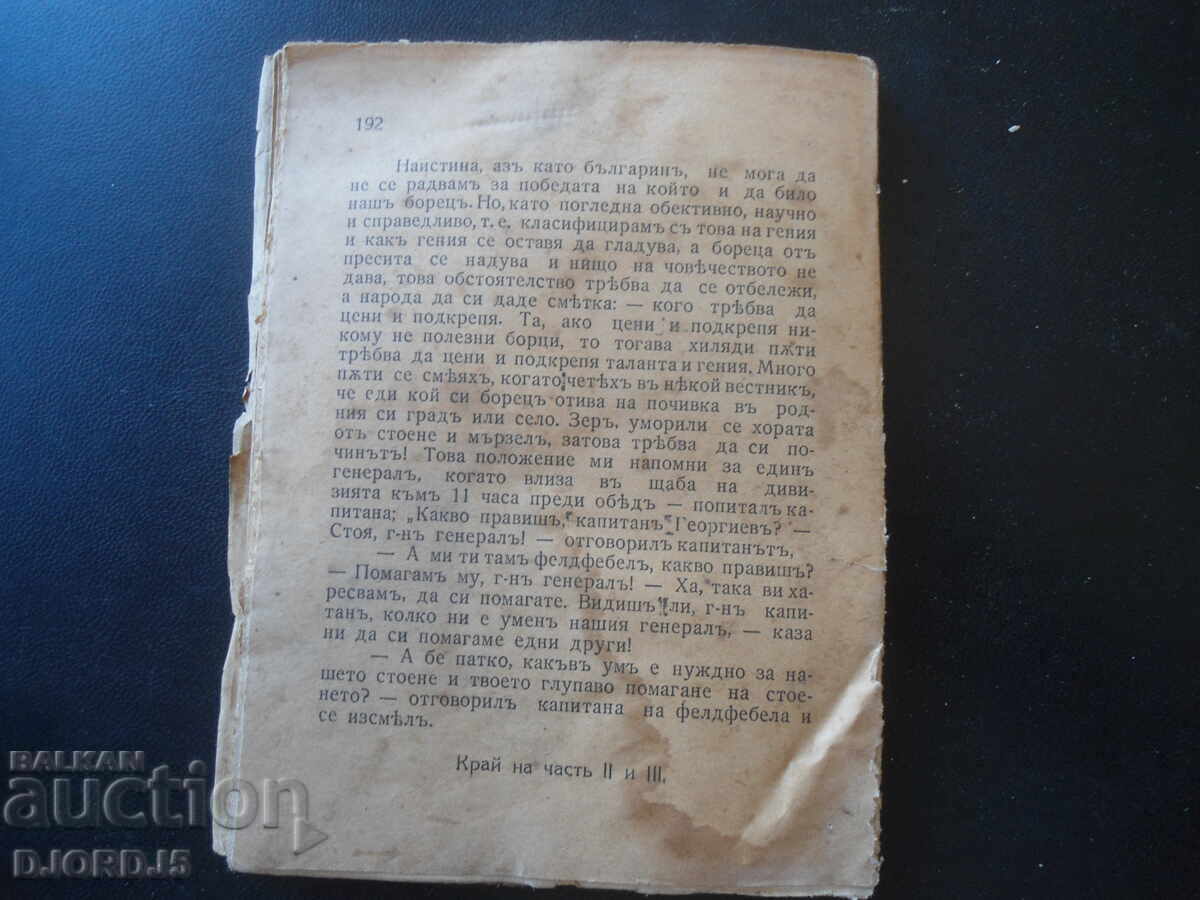 192
Наистина, азъ като българинъ, не мога да
не се радвамъ за победата на който и да било
нашъ борецъ. Но, като погледна обективно, научно
и справедливо, т. е. класифицирамъ съ това на гения
и какъ гения се оставя да гладува, а бореца отъ
пресита се надува и нищо на човѣчеството не
дава, това обстоятелство трѣбва да се отбележи,
а народа да си даде смѣтка: — кого трѣбва да
цени и подкрепя. Та, ако цени и подкрепя ни-
кому не полезни борци, то тогава хиляди пѫти
трѣбва да цени и подкрепя таланта и гения. Много
пѫти се смѣяхъ, когато четѣхъ въ нѣкой вестникъ,
че еди кой си борецъ отива на почивка въ род-
ния си градъ или село. Зеръ, уморили се хората
отъ стоене и мързелъ, затова трѣбва да си по-
чинѫтъ! Това положение ми напомни за единъ
генералъ, когато влиза въ щаба на диви-
зията къмъ 11 часа преди обѣдъ — попиталъ ка-
питана; „Какво правишъ, капитанъ Георгиевъ? —
Стоя, г-нъ генералъ! — отговорилъ капитанътъ,
— А ми ти тамъ фелдфебелъ, какво правишъ?
— Помагамъ му, г-нъ генералъ! — Ха, така ви ха-
ресвамъ, да си помагате. Видишъ ли, г-нъ капи-
танъ, колко ни е уменъ нашия генералъ, — каза
ни да си помагаме едни други!
— А бе патко, какъвъ умъ е нуждно за на-
шето стоене и твоето глупаво помагане на стое-
нето? — отговорилъ капитана на фелдфебела и
се изсмѣлъ.
Край на часть II и III.
BALKAN
auction
DJORDJ5